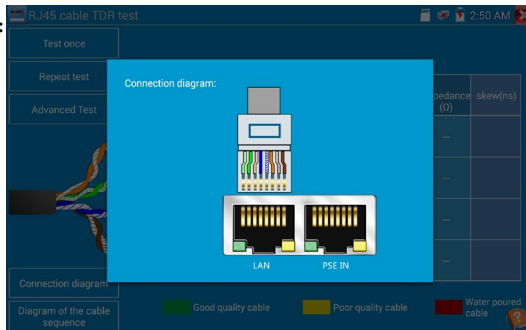 :
RJ45 cable TDR test
2:50 AM
Test once
Repeat test
Advanced Test
Connection diagram:
pedance
(Ω)
skew(ns)
--
--
--
--
LAN
PSE IN
Connection diagram
Diagram of the cable
sequence
Good quality cable
Poor quality cable
Water poured
cable
?